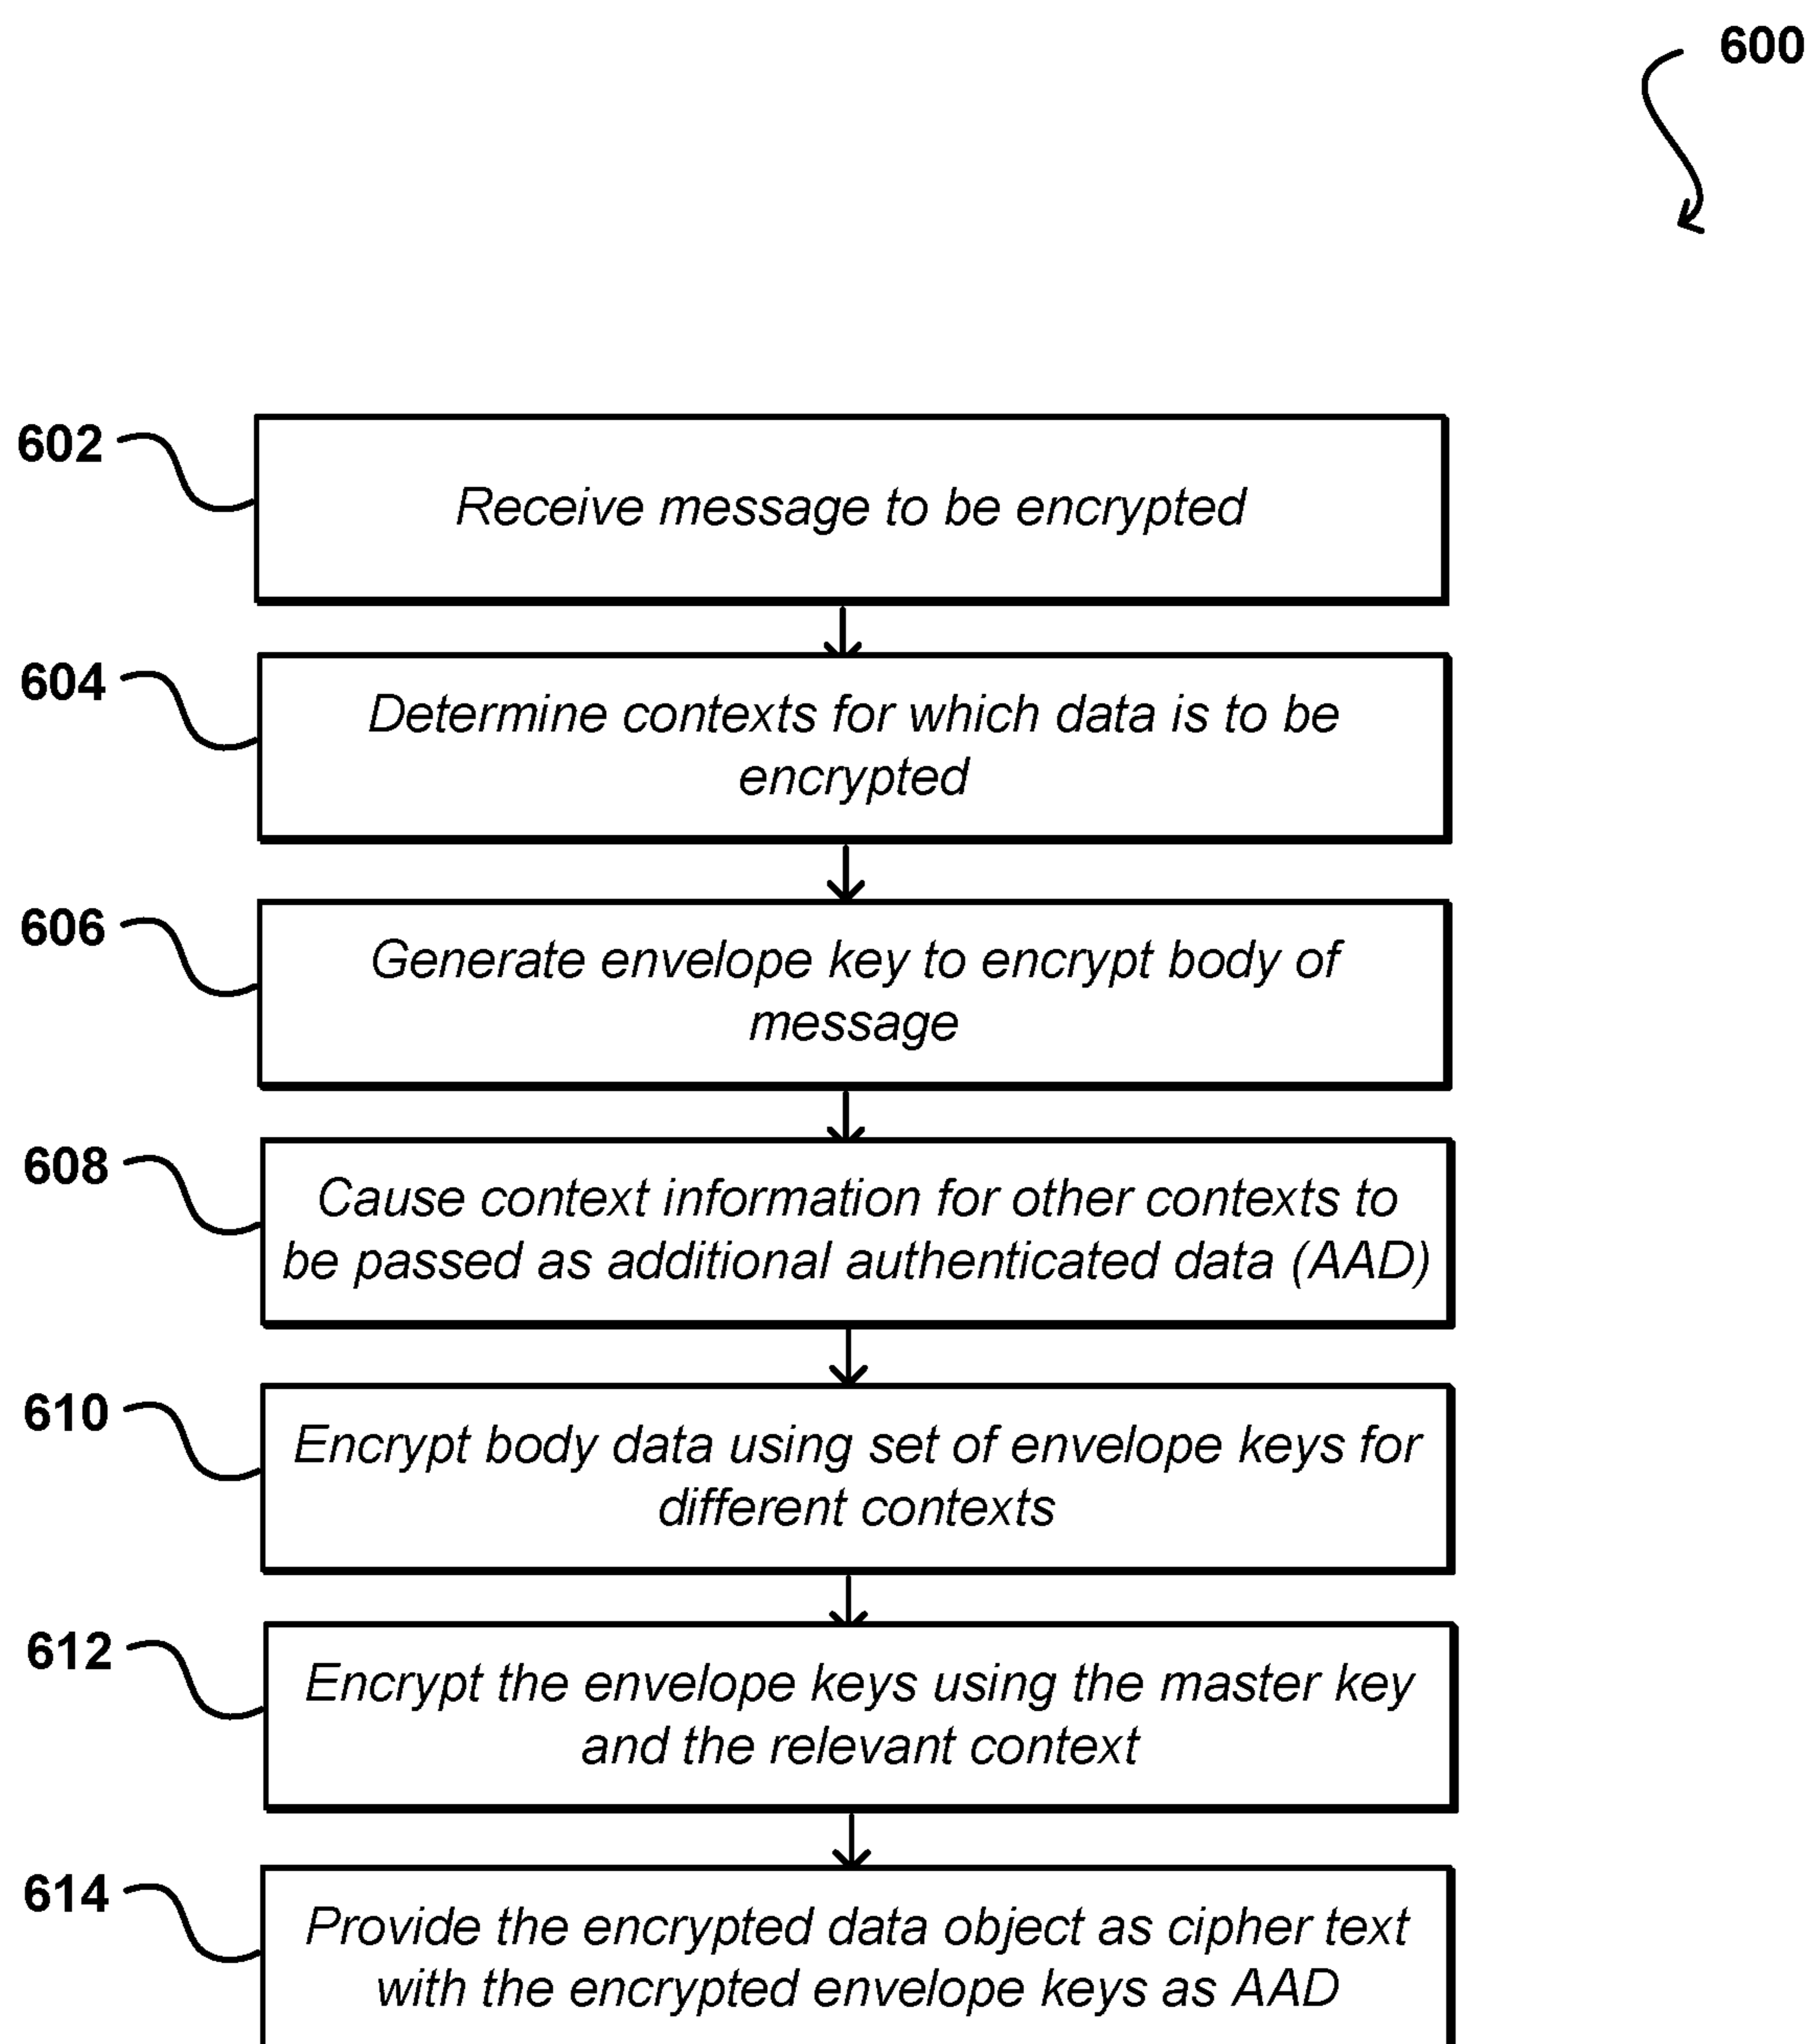 600
602
Receive message to be encrypted
604
Determine contexts for which data is to be
encrypted
606
Generate envelope key to encrypt body of
message
608
Cause context information for other contexts to
be passed as additional authenticated data (AAD)
610
Encrypt body data using set of envelope keys for
different contexts
612
Encrypt the envelope keys using the master key
and the relevant context
614
Provide the encrypted data object as cipher text
with the encrypted envelope keys as AAD